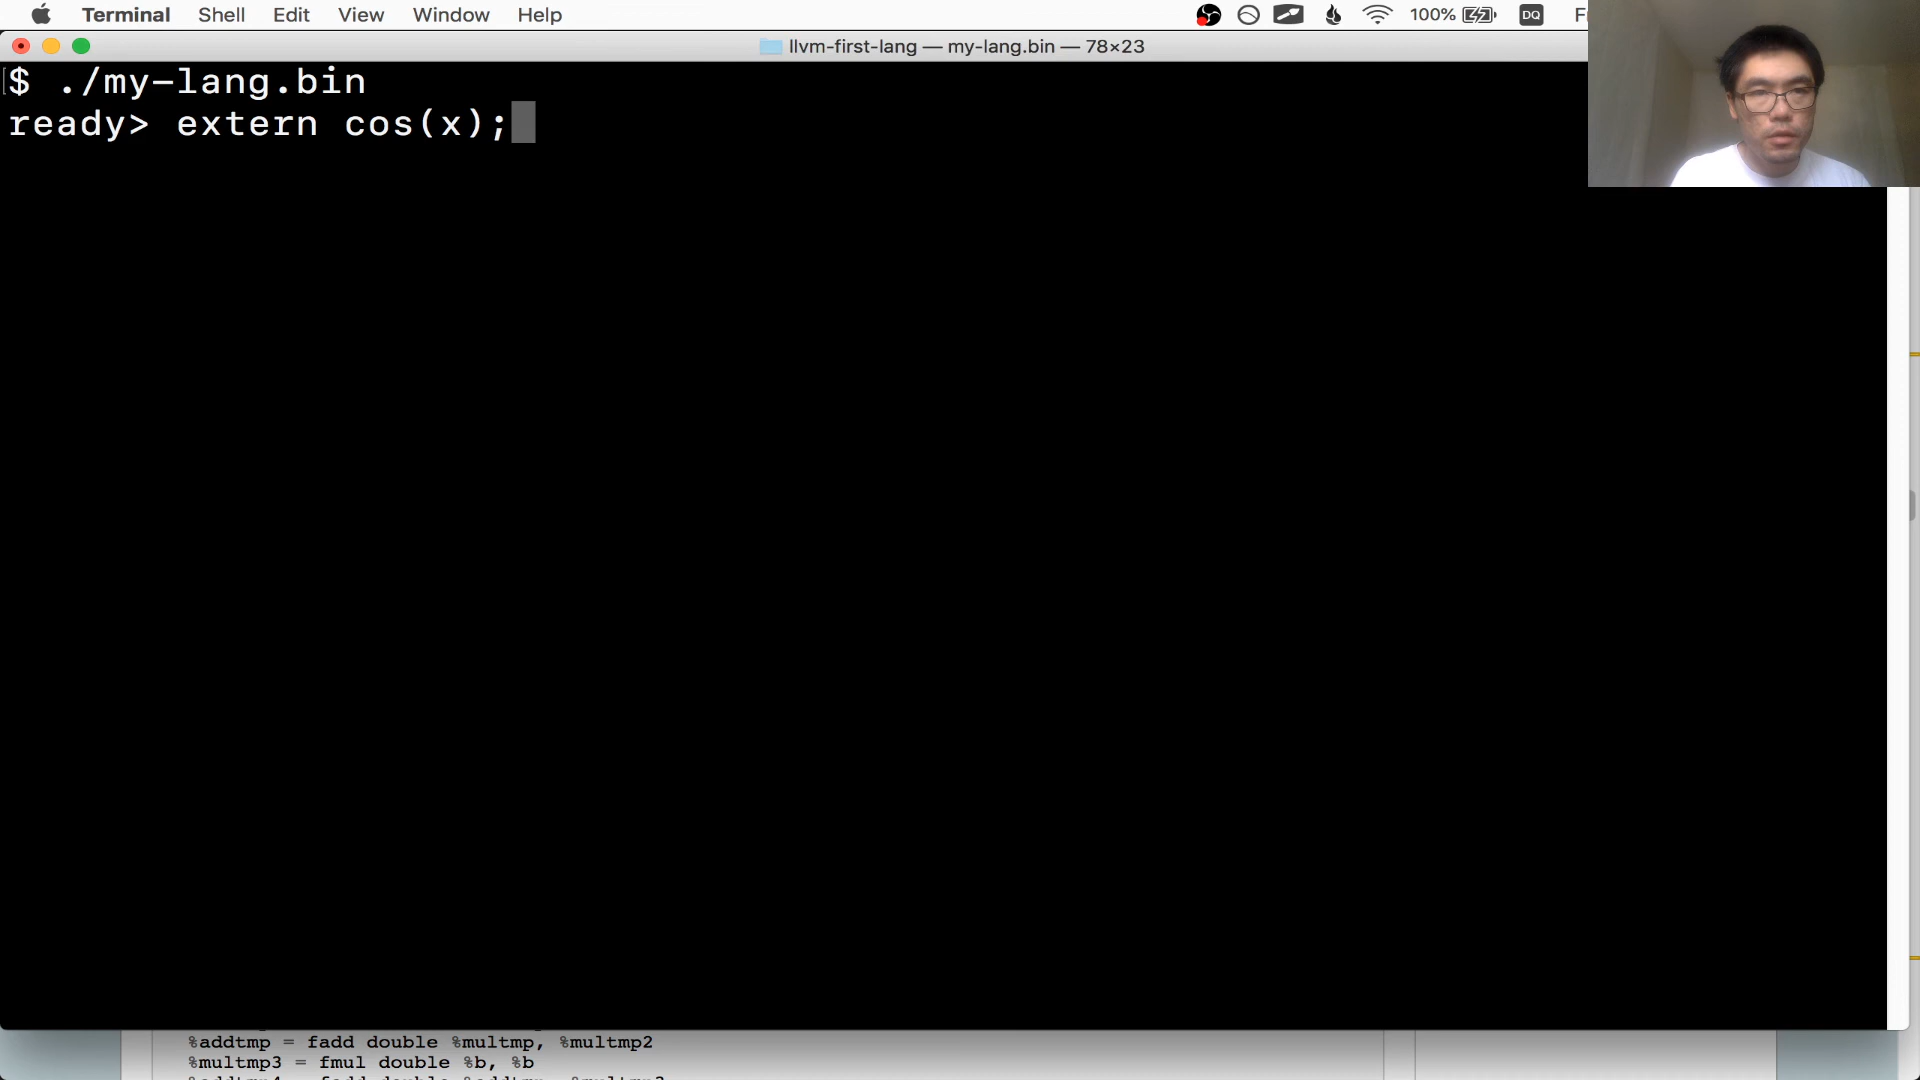 Terminal Shell Edit View Window Help 100% DQ
llvm-first-lang — my-lang.bin — 78×23
$ ./my-lang.bin
ready> extern cos(x);
%addtmp = fadd double %multmp, %multmp2
%multmp3 = fmul double %b, %b